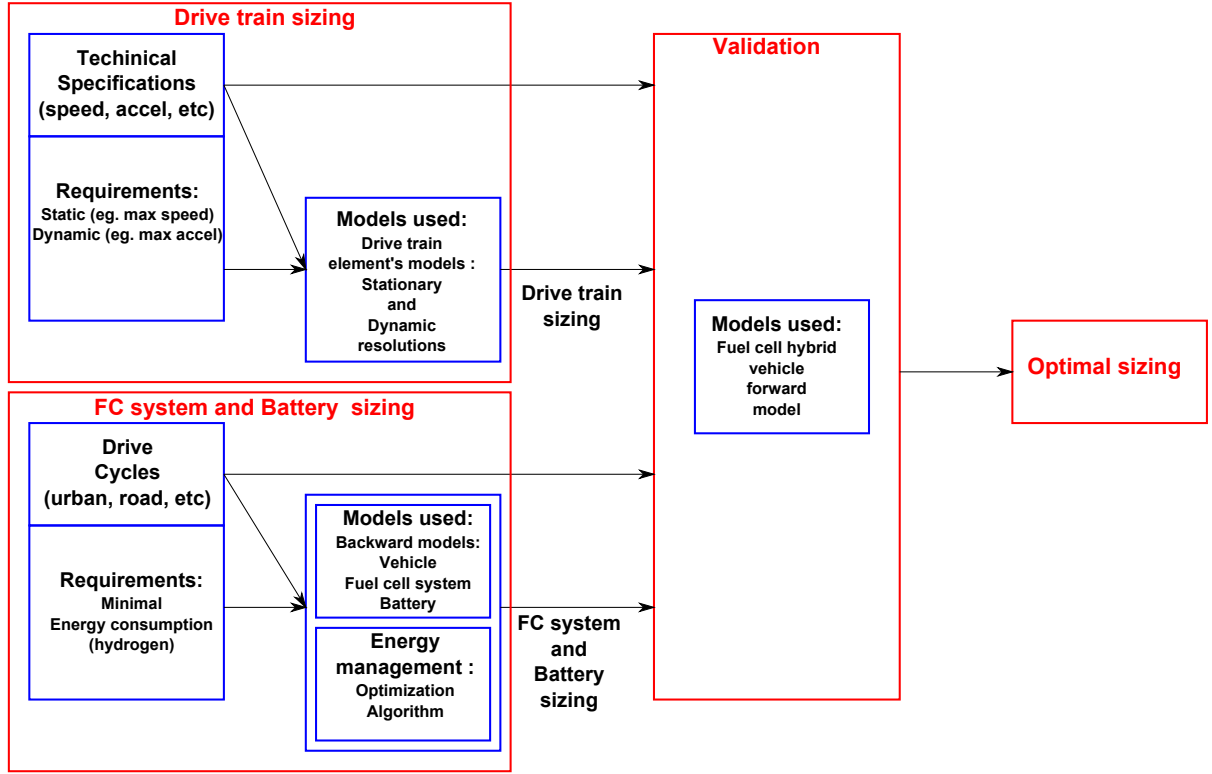 Drive train sizing
Techinical
Specifications
(speed, accel, etc)
Requirements:
Static (eg. max speed)
Dynamic (eg. max accel)
Models used:
Drive train
element's models :
Stationary
and
Dynamic
resolutions
Drive train
sizing
FC system and Battery  sizing
Drive
Cycles
(urban, road, etc)
Requirements:
Minimal
Energy consumption
(hydrogen)
Models used:
Backward models:
Vehicle
Fuel cell system
Battery
Energy
management :
Optimization
Algorithm
FC system
and
Battery
sizing
Validation
Models used:
Fuel cell hybrid
vehicle
forward
model
Optimal sizing